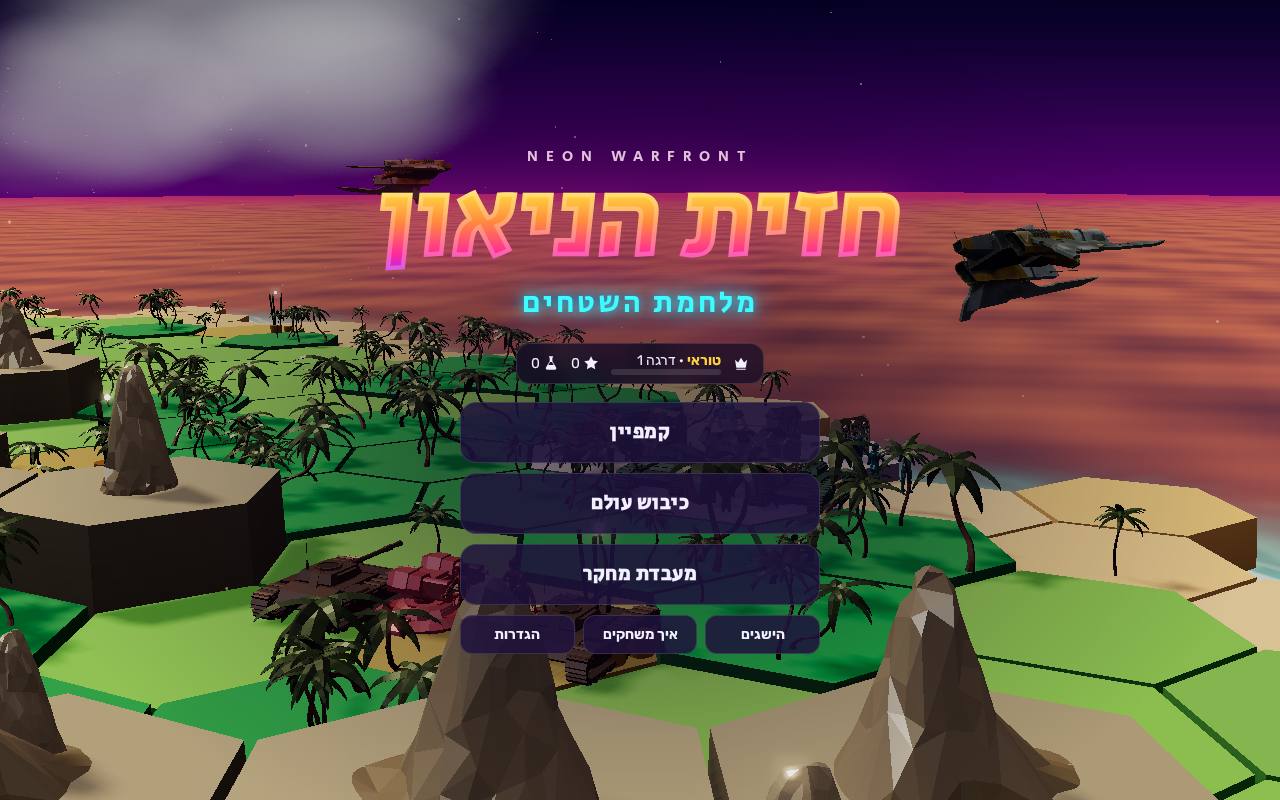 NEON WARFRONT
חזית הניאון
מלחמת השטחים
טוראי • דרגה 1 0 0
קמפיין
כיבוש עולם
מעבדת מחקר
הישגים איך משחקים הגדרות